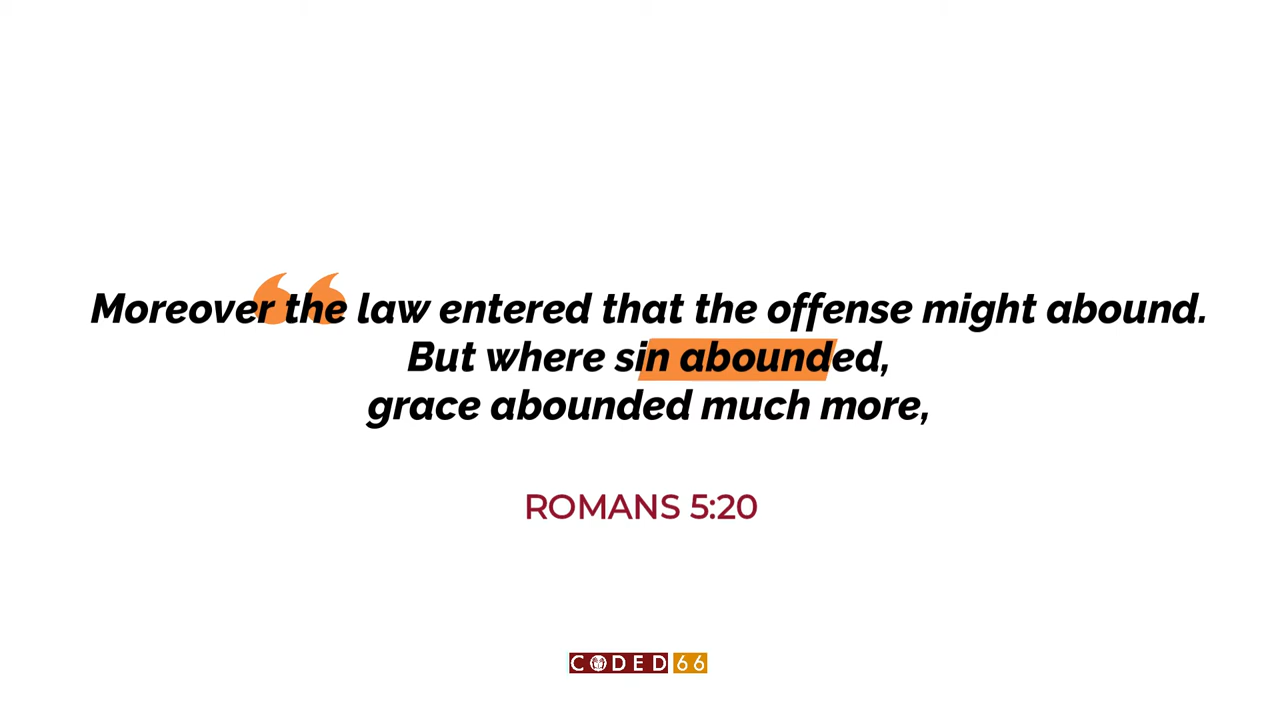 Moreover the law entered that the offense might abound.
But where sin abounded,
grace abounded much more,
ROMANS 5:20
CODED 66